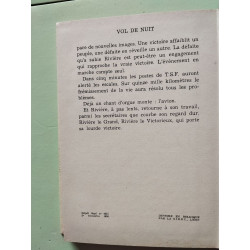 VOL DE NUIT
pare de nouvelles images. Une victoire affaiblit un
peuple, une défaite en réveille un autre. La défaite
qu'a subie Rivière est peut-être un engagement
qui rapproche la vraie victoire. L'événement en
marche compte seul.
Dans cinq minutes les postes de T.S.F. auront
alerté les escales. Sur quinze mille kilomètres le
frémissement de la vie aura résolu tous les pro-
blèmes.
Déjà un chant d'orgue monte : l'avion.
Et Rivière, à pas lents, retourne à son travail,
parmi les secrétaires que courbe son regard dur.
Rivière le Grand, Rivière le Victorieux, qui porte
sa lourde victoire.